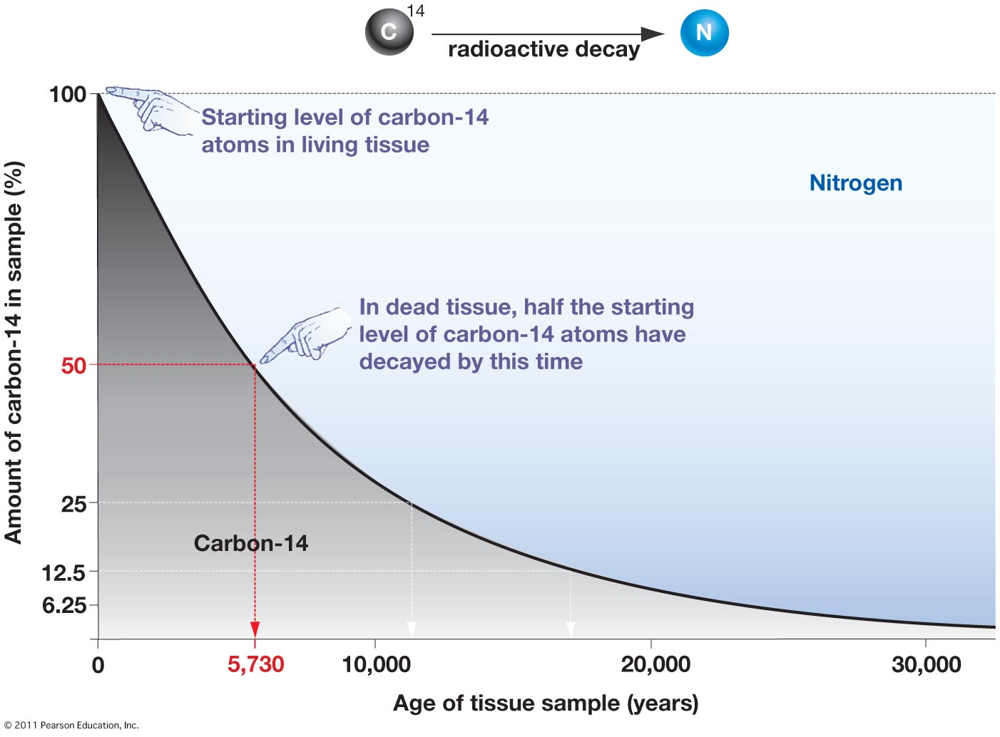 14
C
N
radioactive decay
100
Starting level of carbon-14
atoms in living tissue
Nitrogen
Amount of carbon-14 in sample (%)
In dead tissue, half the starting
level of carbon-14 atoms have
decayed by this time
50
25
Carbon-14
12.5
6.25
0
5,730
10,000
20,000
30,000
Age of tissue sample (years)
© 2011 Pearson Education, Inc.